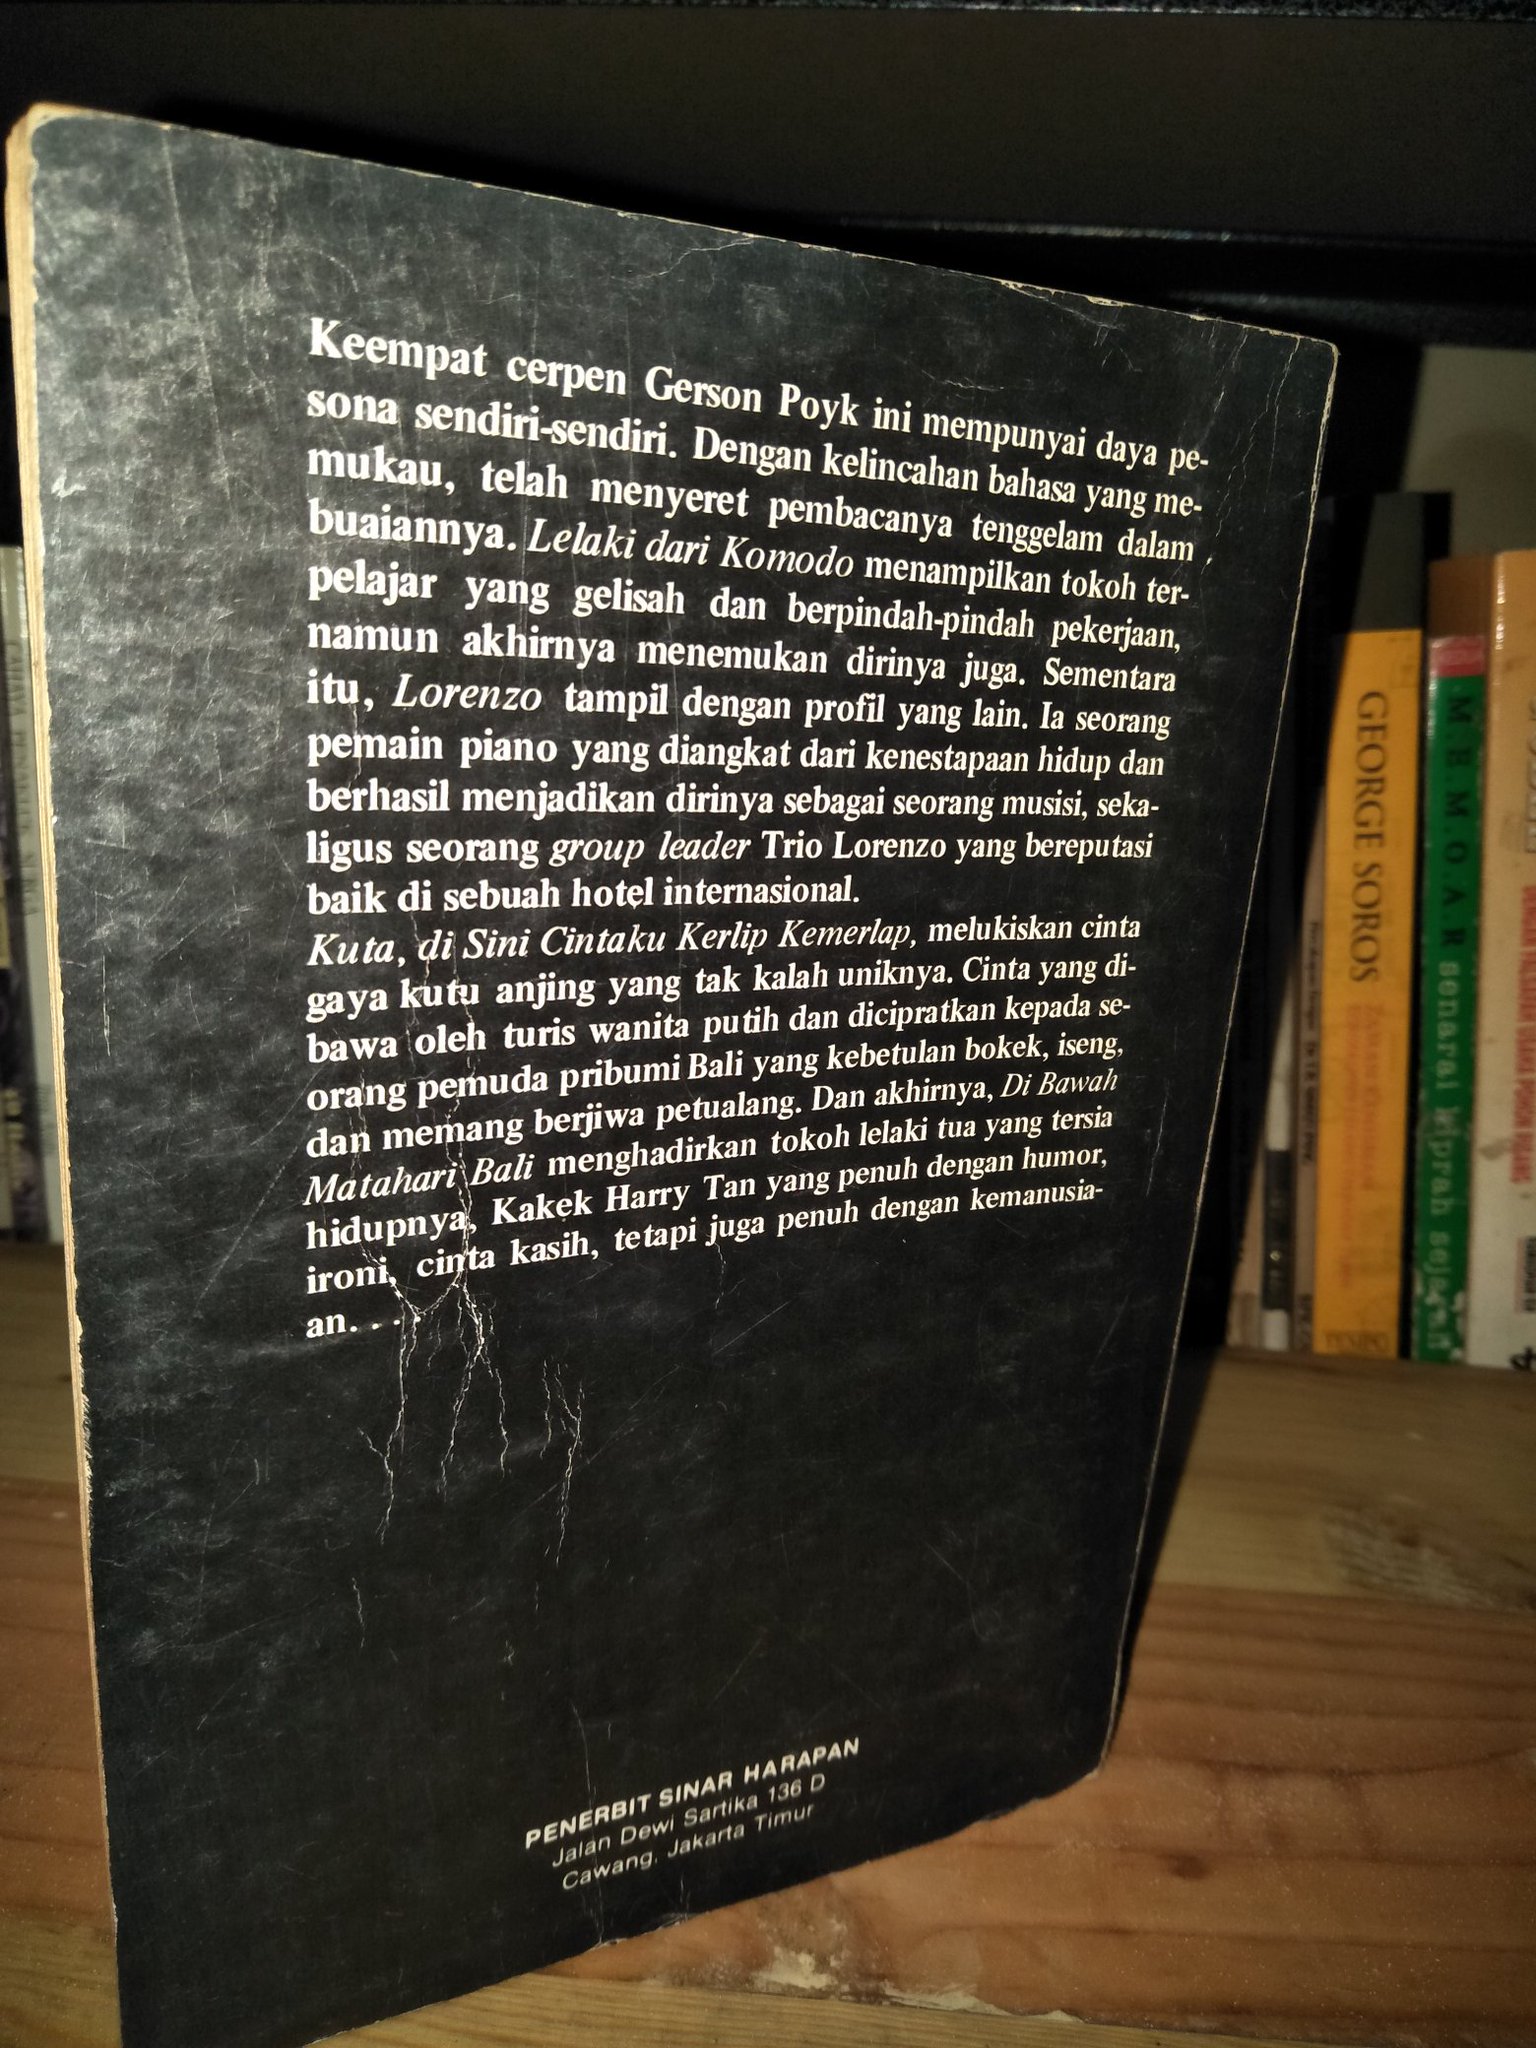 Keempat cerpen Gerson Poyk ini mempunyai daya pe-
sona sendiri-sendiri. Dengan kelincahan bahasa yang me-
mukau, telah menyeret pembacanya tenggelam dalam
buaiannya. Lelaki dari Komodo menampilkan tokoh ter-
pelajar yang gelisah dan berpindah-pindah pekerjaan,
namun akhirnya menemukan dirinya juga. Sementara
itu, Lorenzo tampil dengan profil yang lain. Ia seorang
pemain piano yang diangkat dari kenestapaan hidup dan
berhasil menjadikan dirinya sebagai seorang musisi, seka-
ligus seorang group leader Trio Lorenzo yang bereputasi
baik di sebuah hotel internasional.
Kuta, di Sini Cintaku Kerlip Kemerlap, melukiskan cinta
gaya kutu anjing yang tak kalah uniknya. Cinta yang di-
bawa oleh turis wanita putih dan dicipratkan kepada se-
orang pemuda pribumi Bali yang kebetulan bokek, iseng,
dan memang berjiwa petualang. Dan akhirnya, Di Bawah
Matahari Bali menghadirkan tokoh lelaki tua yang tersia
hidupnya, Kakek Harry Tan yang penuh dengan humor,
ironi, cinta kasih, tetapi juga penuh dengan kemanusia-
an. . . .
PENERBIT SINAR HARAPAN
Jalan Dewi Sartika 136 D
Cawang, Jakarta Timur
GEORGE SOROS
M.B.M.O.A.R senarai kiprah sejarah